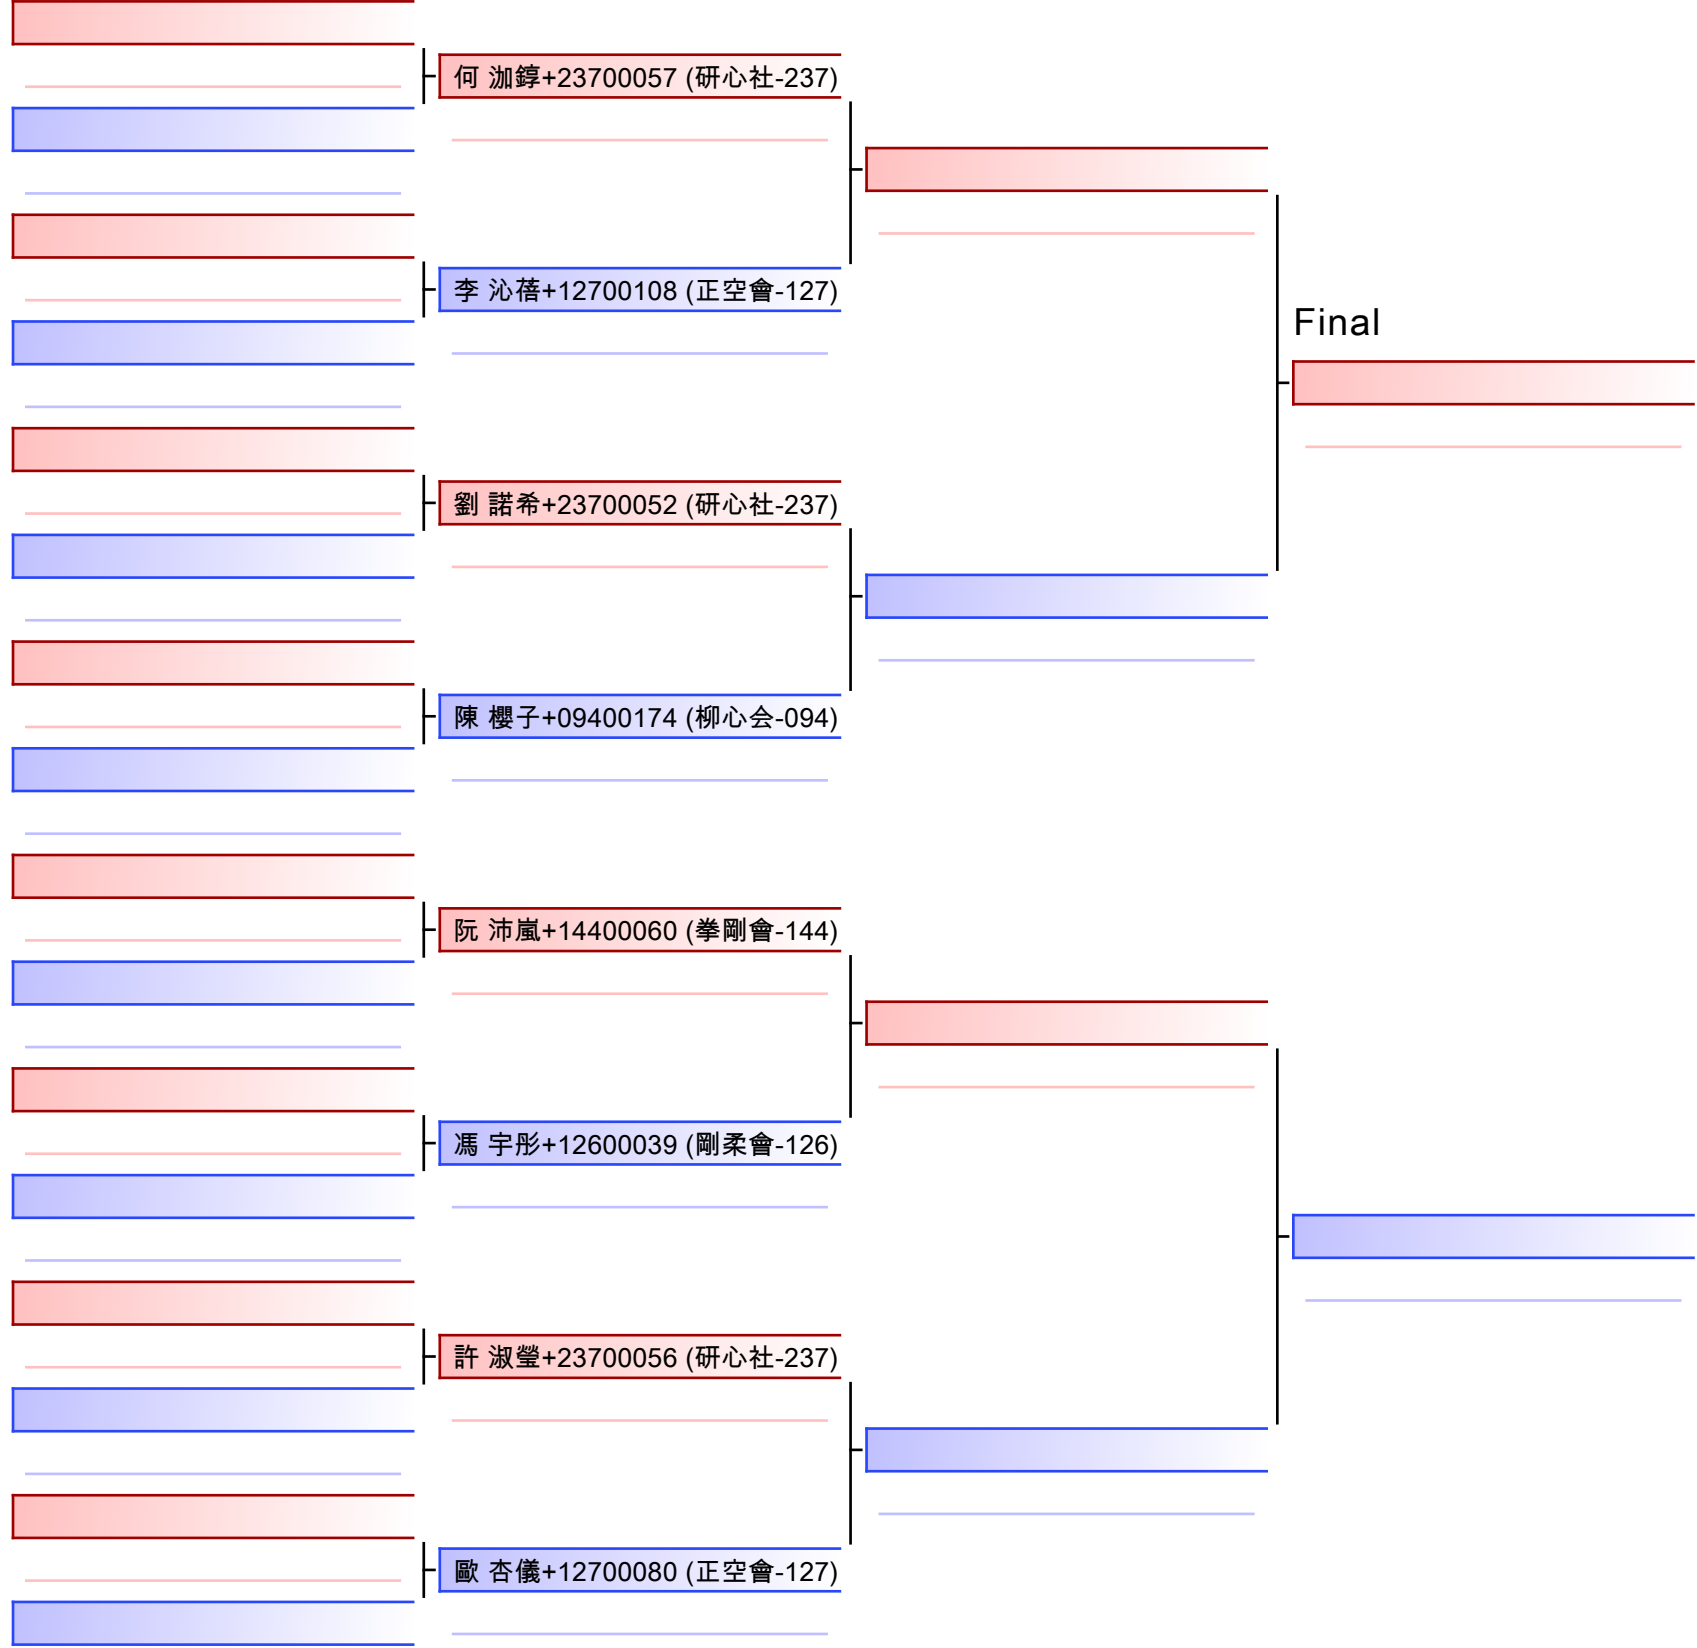 何 泇錞+23700057 (研心社-237)
李 沁蓓+12700108 (正空會-127)
Final
劉 諾希+23700052 (研心社-237)
陳 櫻子+09400174 (柳心会-094)
阮 沛嵐+14400060 (拳剛會-144)
馮 宇彤+12600039 (剛柔會-126)
許 淑瑩+23700056 (研心社-237)
歐 杏儀+12700080 (正空會-127)